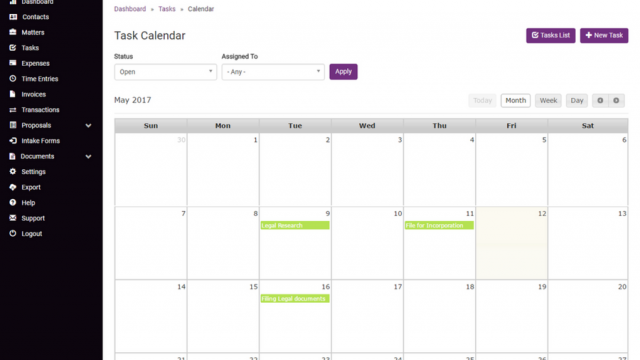 Dashboard
Contacts
Matters
Tasks
Expenses
Time Entries
Invoices
Transactions
Proposals
Intake Forms
Documents
Settings
Export
Help
Support
Logout
Dashboard » Tasks » Calendar
Task Calendar
Tasks List
New Task
Status
Assigned To
Open
- Any -
Apply
May 2017
Today
Month
Week
Day
Sun Mon Tue Wed Thu Fri Sat
30 1 2 3 4 5 6
7 8 9 10 11 12 13
Legal Research
File for Incorporation
14 15 16 17 18 19 20
Filing Legal documents
21 22 23 24 25 26 27